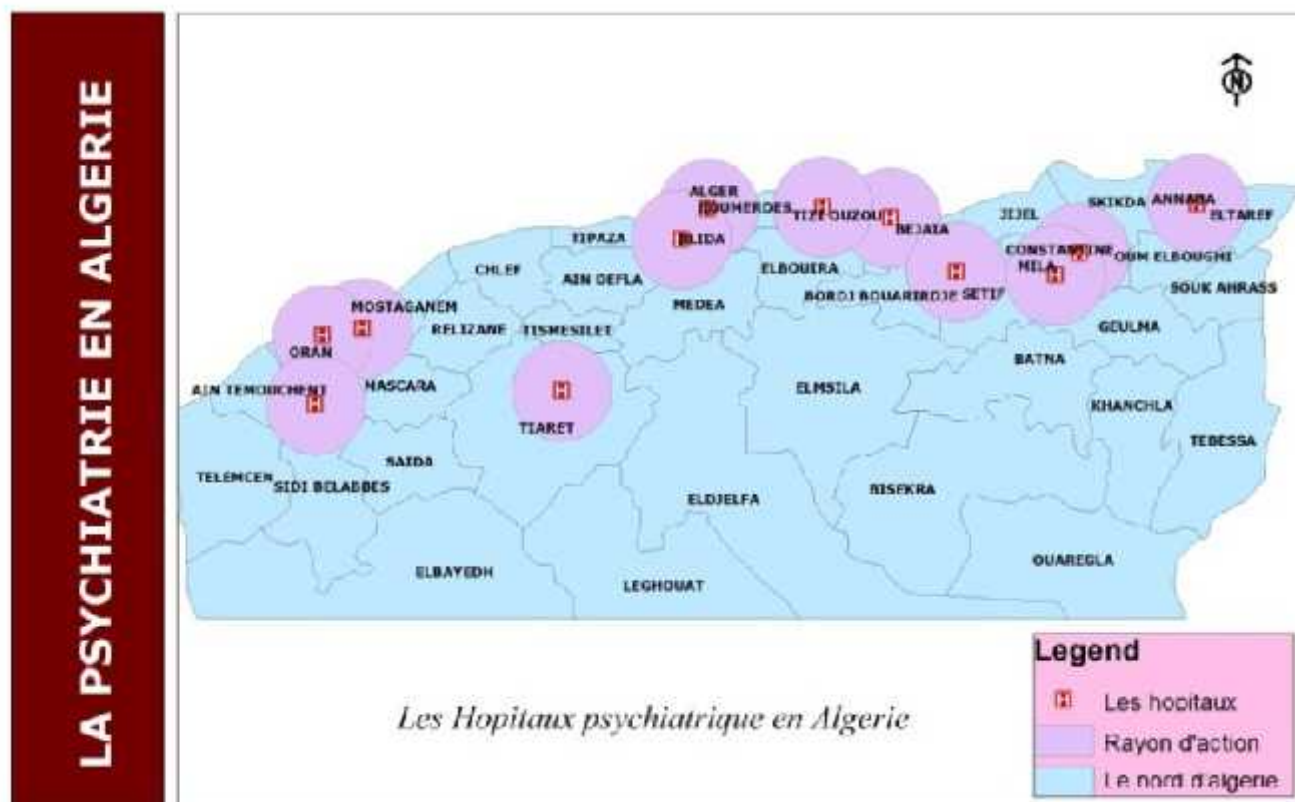 LA PSYCHIATRIE EN ALGERIE
N
ALGER
BOUMERDES
TIZI OUZOU
BEJAIA
JIJEL
SKIKDA
ANNABA
ELTAREF
TIPAZA
BLIDA
CONSTANTINE
OUM ELBOUGHI
CHLEF
AIN DEFLA
ELBOUIRA
MILA
MEDEA
BORDJ BOUARIRDJE
SETIF
SOUK AHRASS
MOSTAGANEM
RELIZANE
TISMESILET
GEULMA
ORAN
BATNA
AIN TEMOUCHENT
MASCARA
ELMSILA
KHANCHLA
TIARET
TEBESSA
SAIDA
TELEMCEN
SIDI BELABBES
ELDJELFA
BISEKRA
OUAREGLA
ELBAYEDH
LEGHOUAT
Legend
H Les hopitaux
Rayon d'action
Le nord d'algerie
Les Hopitaux psychiatrique en Algerie